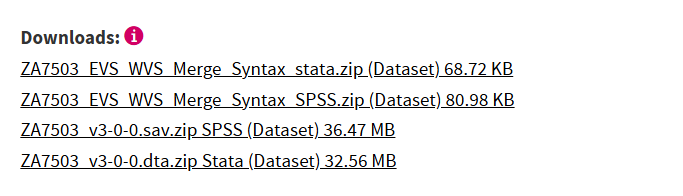 Downloads: i
ZA7503_EVS_WVS_Merge_Syntax_stata.zip (Dataset) 68.72 KB
ZA7503_EVS_WVS_Merge_Syntax_SPSS.zip (Dataset) 80.98 KB
ZA7503_v3-0-0.sav.zip SPSS (Dataset) 36.47 MB
ZA7503_v3-0-0.dta.zip Stata (Dataset) 32.56 MB